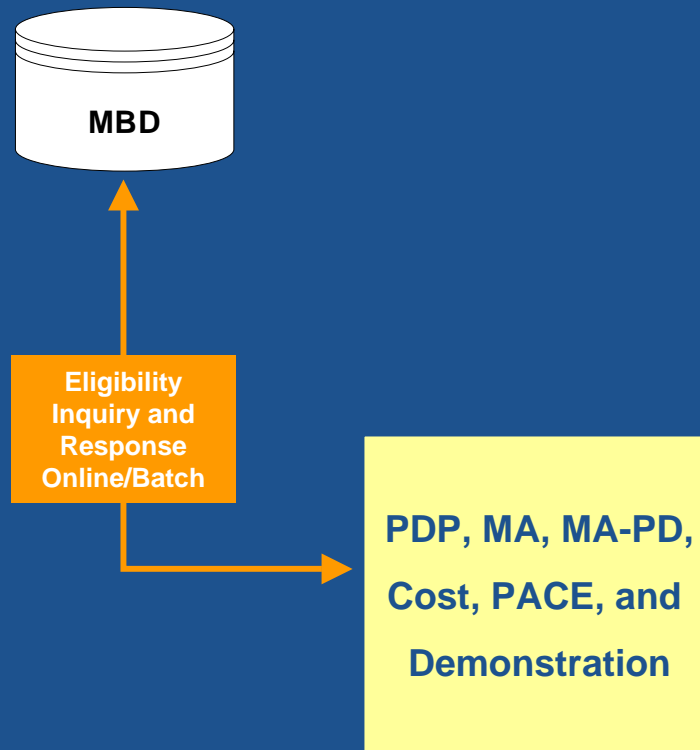 MBD
Eligibility
Inquiry and
Response
Online/Batch
PDP, MA, MA-PD,
Cost, PACE, and
Demonstration